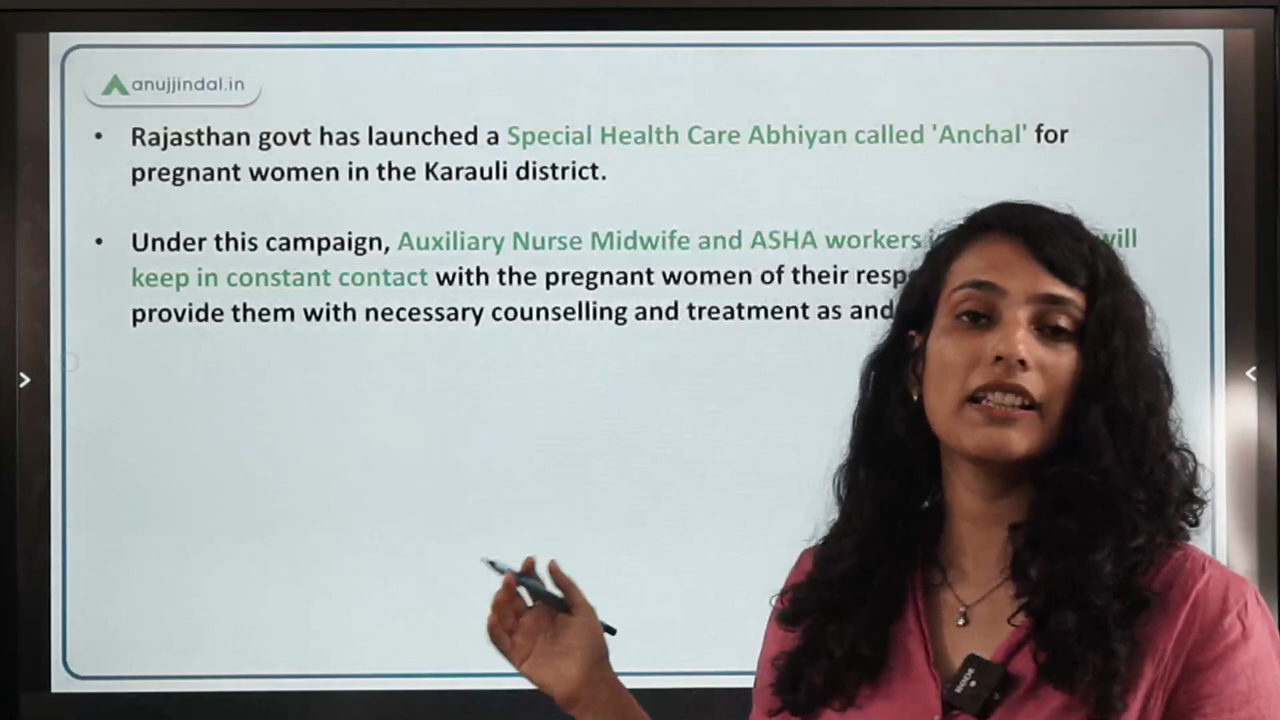 anujjindal.in
• Rajasthan govt has launched a Special Health Care Abhiyan called 'Anchal' for
pregnant women in the Karauli district.
• Under this campaign, Auxiliary Nurse Midwife and ASHA workers will
keep in constant contact with the pregnant women of their
provide them with necessary counselling and treatment as and
RODE